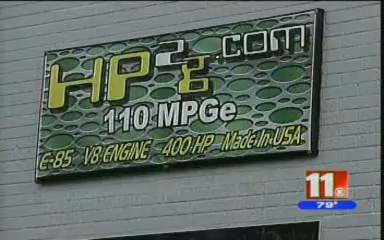 HP2g.com
110 MPGe
E-85 V8 ENGINE 400 HP Made In USA
11
79°